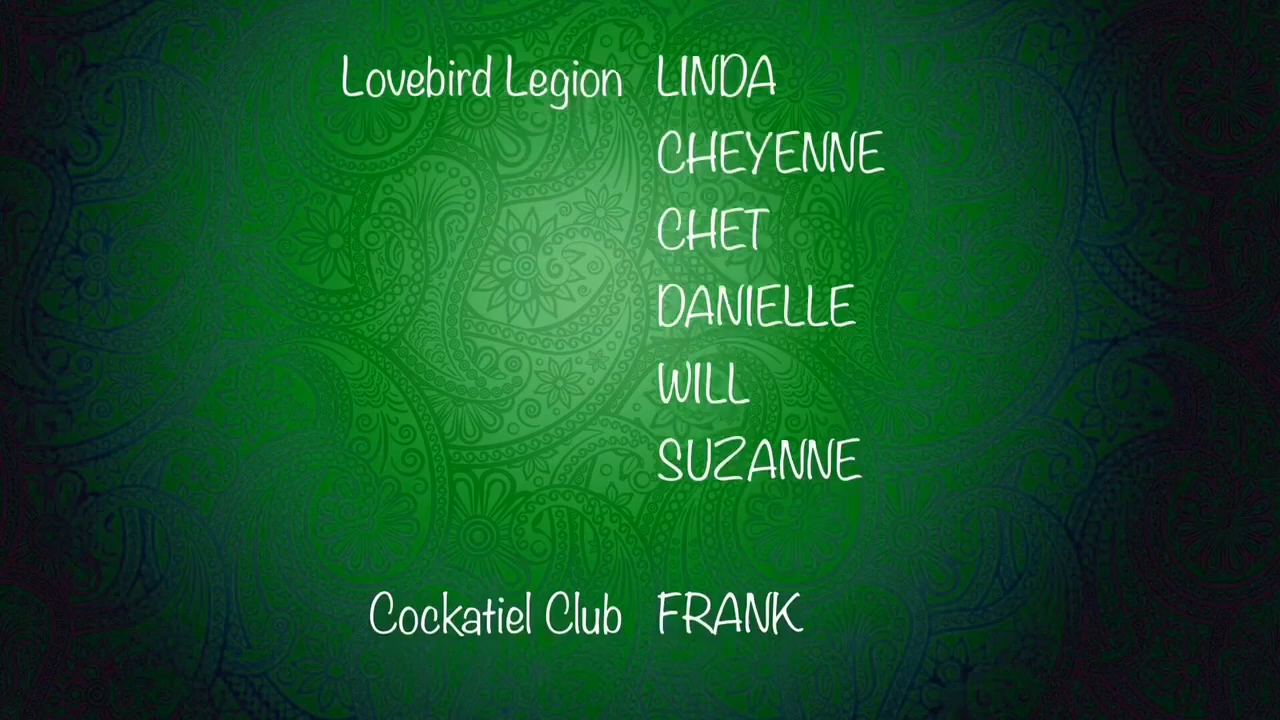 Lovebird Legion LINDA
CHEYENNE
CHET
DANIELLE
WILL
SUZANNE
Cockatiel Club FRANK